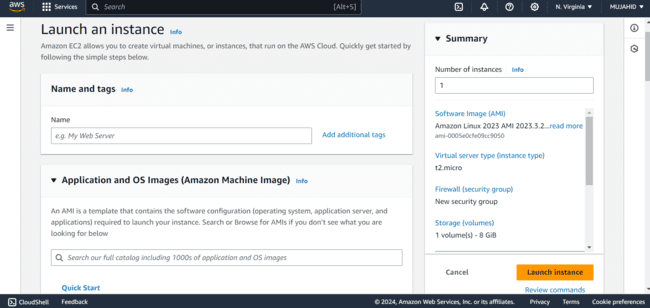 aws
Services
Search
[Alt+S]
N. Virginia
MUJAHID
Launch an instance Info
Amazon EC2 allows you to create virtual machines, or instances, that run on the AWS Cloud. Quickly get started by
following the simple steps below.
Name and tags Info
Name
e.g. My Web Server
Add additional tags
Application and OS Images (Amazon Machine Image) Info
An AMI is a template that contains the software configuration (operating system, application server, and
applications) required to launch your instance. Search or Browse for AMIs if you don't see what you are
looking for below
Search our full catalog including 1000s of application and OS images
Quick Start
Summary
Number of instances Info
1
Software Image (AMI)
Amazon Linux 2023 AMI 2023.3.2...read more
ami-0005e0cfe09cc9050
Virtual server type (instance type)
t2.micro
Firewall (security group)
New security group
Storage (volumes)
1 volume(s) - 8 GiB
Cancel
Launch instance
Review commands
CloudShell
Feedback
© 2024, Amazon Web Services, Inc. or its affiliates.
Privacy
Terms
Cookie preferences